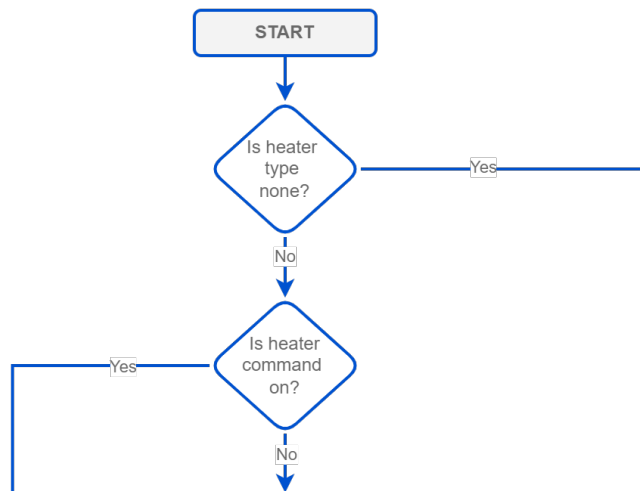 START
Is heater
type
none?
Yes
No
Is heater
command
on?
Yes
No